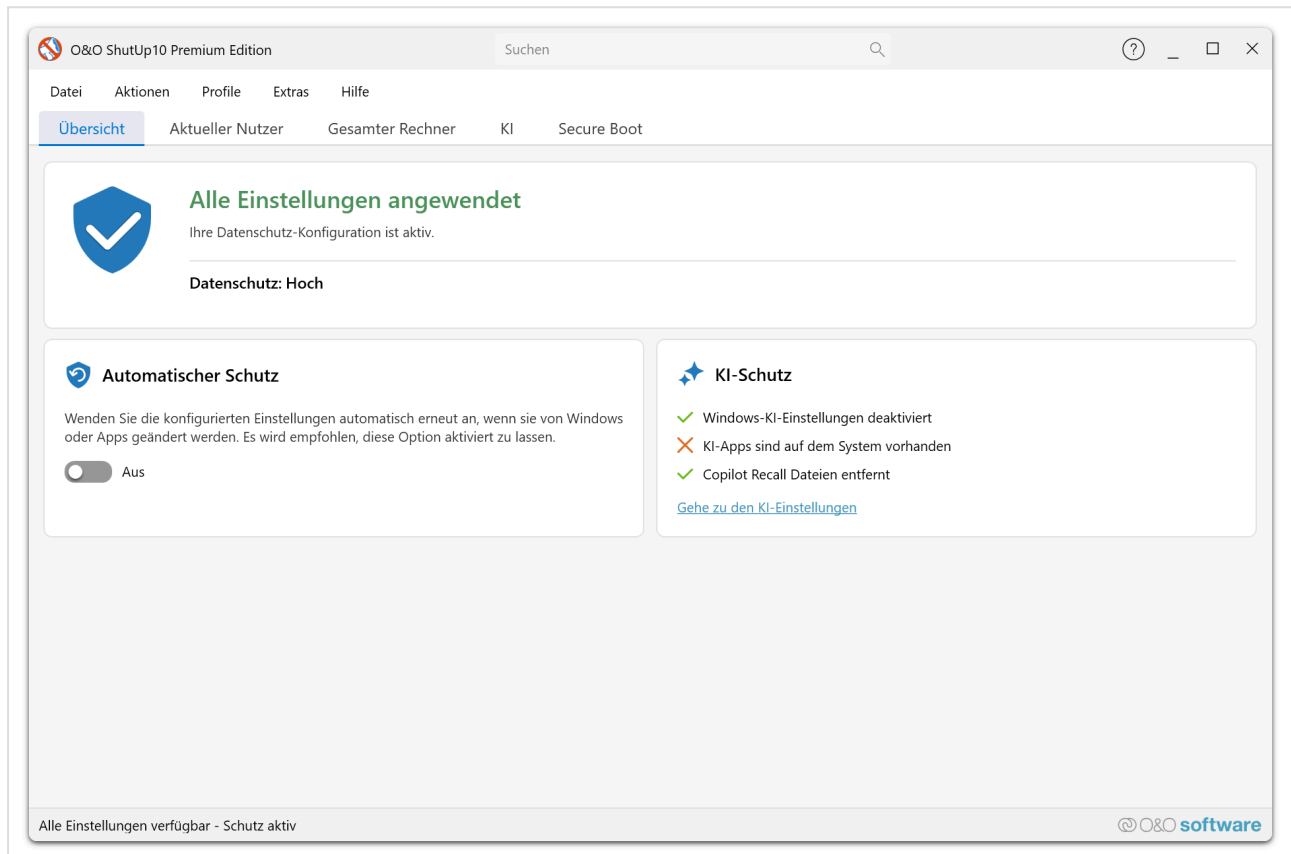 O&O ShutUp10 Premium Edition
Suchen
?
Datei Aktionen Profile Extras Hilfe
Übersicht Aktueller Nutzer Gesamter Rechner KI Secure Boot
Alle Einstellungen angewendet
Ihre Datenschutz-Konfiguration ist aktiv.
Datenschutz: Hoch
Automatischer Schutz
Wenden Sie die konfigurierten Einstellungen automatisch erneut an, wenn sie von Windows
oder Apps geändert werden. Es wird empfohlen, diese Option aktiviert zu lassen.
Aus
KI-Schutz
Windows-KI-Einstellungen deaktiviert
KI-Apps sind auf dem System vorhanden
Copilot Recall Dateien entfernt
Gehe zu den KI-Einstellungen
Alle Einstellungen verfügbar - Schutz aktiv
O&O software